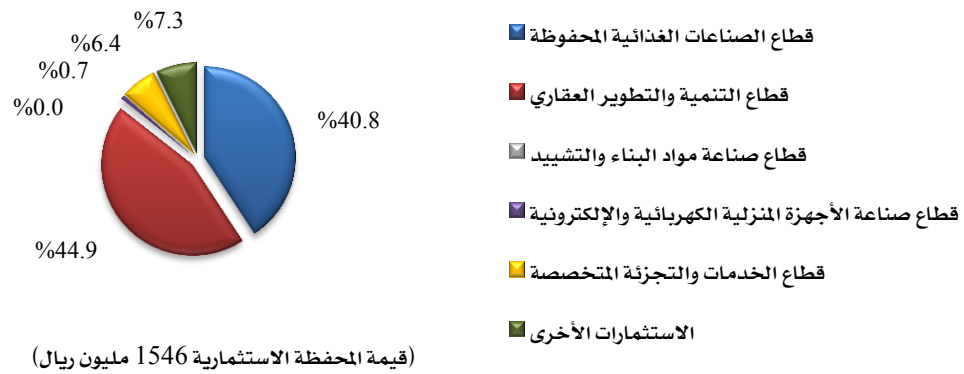 %7.3
%6.4
%0.7
%0.0
%40.8
%44.9
قطاع الصناعات الغذائية المحفوظة
قطاع التنمية والتطوير العقاري
قطاع صناعة مواد البناء والتشييد
قطاع صناعة الأجهزة المنزلية الكهربائية والإلكترونية
قطاع الخدمات والتجزئة المتخصصة
الاستثمارات الأخرى
(قيمة المحفظة الاستثمارية 1546 مليون ريال)